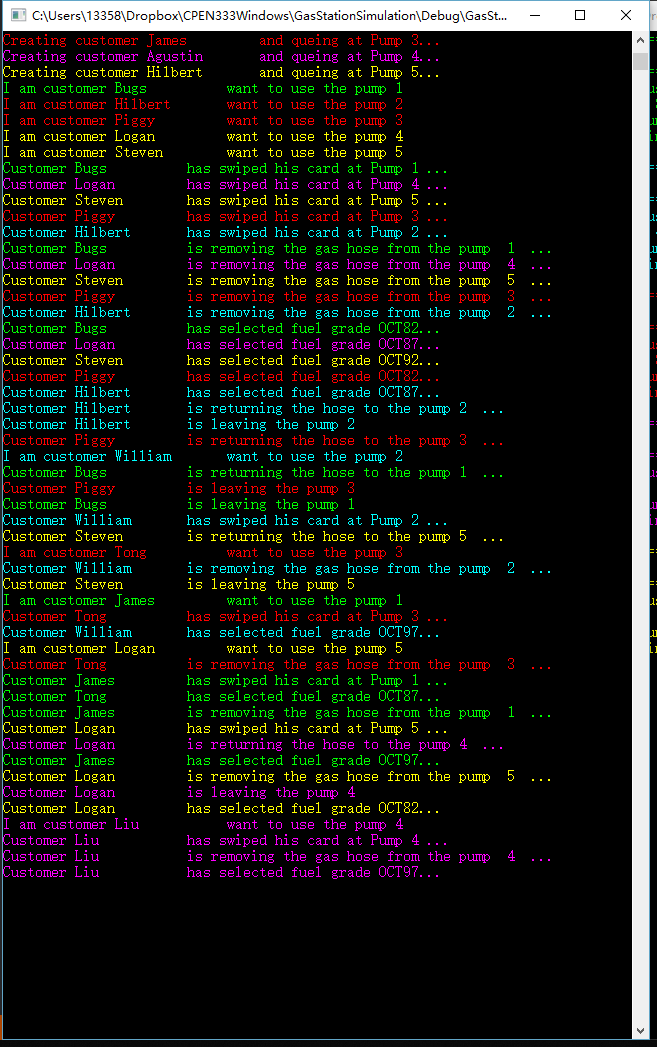 C:\Users\13358\Dropbox\CPEN333Windows\GasStationSimulation\Debug\GasSt...
Creating customer James and queing at Pump 3...
Creating customer Agustin and queing at Pump 4...
Creating customer Hilbert and queing at Pump 5...
I am customer Bugs want to use the pump 1
I am customer Hilbert want to use the pump 2
I am customer Piggy want to use the pump 3
I am customer Logan want to use the pump 4
I am customer Steven want to use the pump 5
Customer Bugs has swiped his card at Pump 1 ...
Customer Logan has swiped his card at Pump 4 ...
Customer Steven has swiped his card at Pump 5 ...
Customer Piggy has swiped his card at Pump 3 ...
Customer Hilbert has swiped his card at Pump 2 ...
Customer Bugs is removing the gas hose from the pump 1 ...
Customer Logan is removing the gas hose from the pump 4 ...
Customer Steven is removing the gas hose from the pump 5 ...
Customer Piggy is removing the gas hose from the pump 3 ...
Customer Hilbert is removing the gas hose from the pump 2 ...
Customer Bugs has selected fuel grade OCT82...
Customer Logan has selected fuel grade OCT87...
Customer Steven has selected fuel grade OCT92...
Customer Piggy has selected fuel grade OCT82...
Customer Hilbert has selected fuel grade OCT87...
Customer Hilbert is returning the hose to the pump 2 ...
Customer Hilbert is leaving the pump 2
Customer Piggy is returning the hose to the pump 3 ...
I am customer William want to use the pump 2
Customer Bugs is returning the hose to the pump 1 ...
Customer Piggy is leaving the pump 3
Customer Bugs is leaving the pump 1
Customer William has swiped his card at Pump 2 ...
Customer Steven is returning the hose to the pump 5 ...
I am customer Tong want to use the pump 3
Customer William is removing the gas hose from the pump 2 ...
Customer Steven is leaving the pump 5
I am customer James want to use the pump 1
Customer Tong has swiped his card at Pump 3 ...
Customer William has selected fuel grade OCT97...
I am customer Logan want to use the pump 5
Customer Tong is removing the gas hose from the pump 3 ...
Customer James has swiped his card at Pump 1 ...
Customer Tong has selected fuel grade OCT87...
Customer James is removing the gas hose from the pump 1 ...
Customer Logan has swiped his card at Pump 5 ...
Customer Logan is returning the hose to the pump 4 ...
Customer James has selected fuel grade OCT97...
Customer Logan is removing the gas hose from the pump 5 ...
Customer Logan is leaving the pump 4
Customer Logan has selected fuel grade OCT82...
I am customer Liu want to use the pump 4
Customer Liu has swiped his card at Pump 4 ...
Customer Liu is removing the gas hose from the pump 4 ...
Customer Liu has selected fuel grade OCT97...